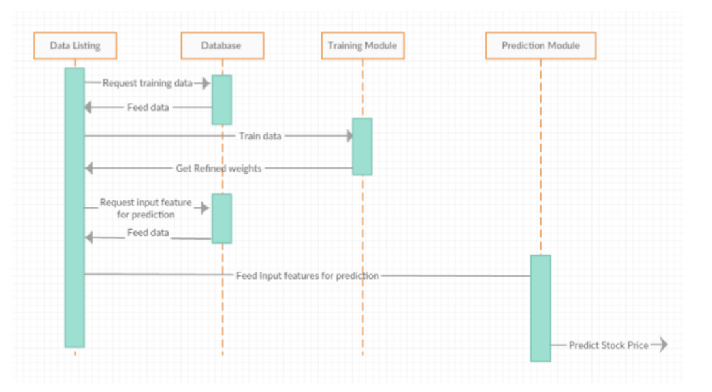 Data Listing
Database
Training Module
Prediction Module
Request training data
Feed data
Train data
Get Refined weights
Request input feature
for prediction
Feed data
Feed Input features for prediction
Predict Stock Price